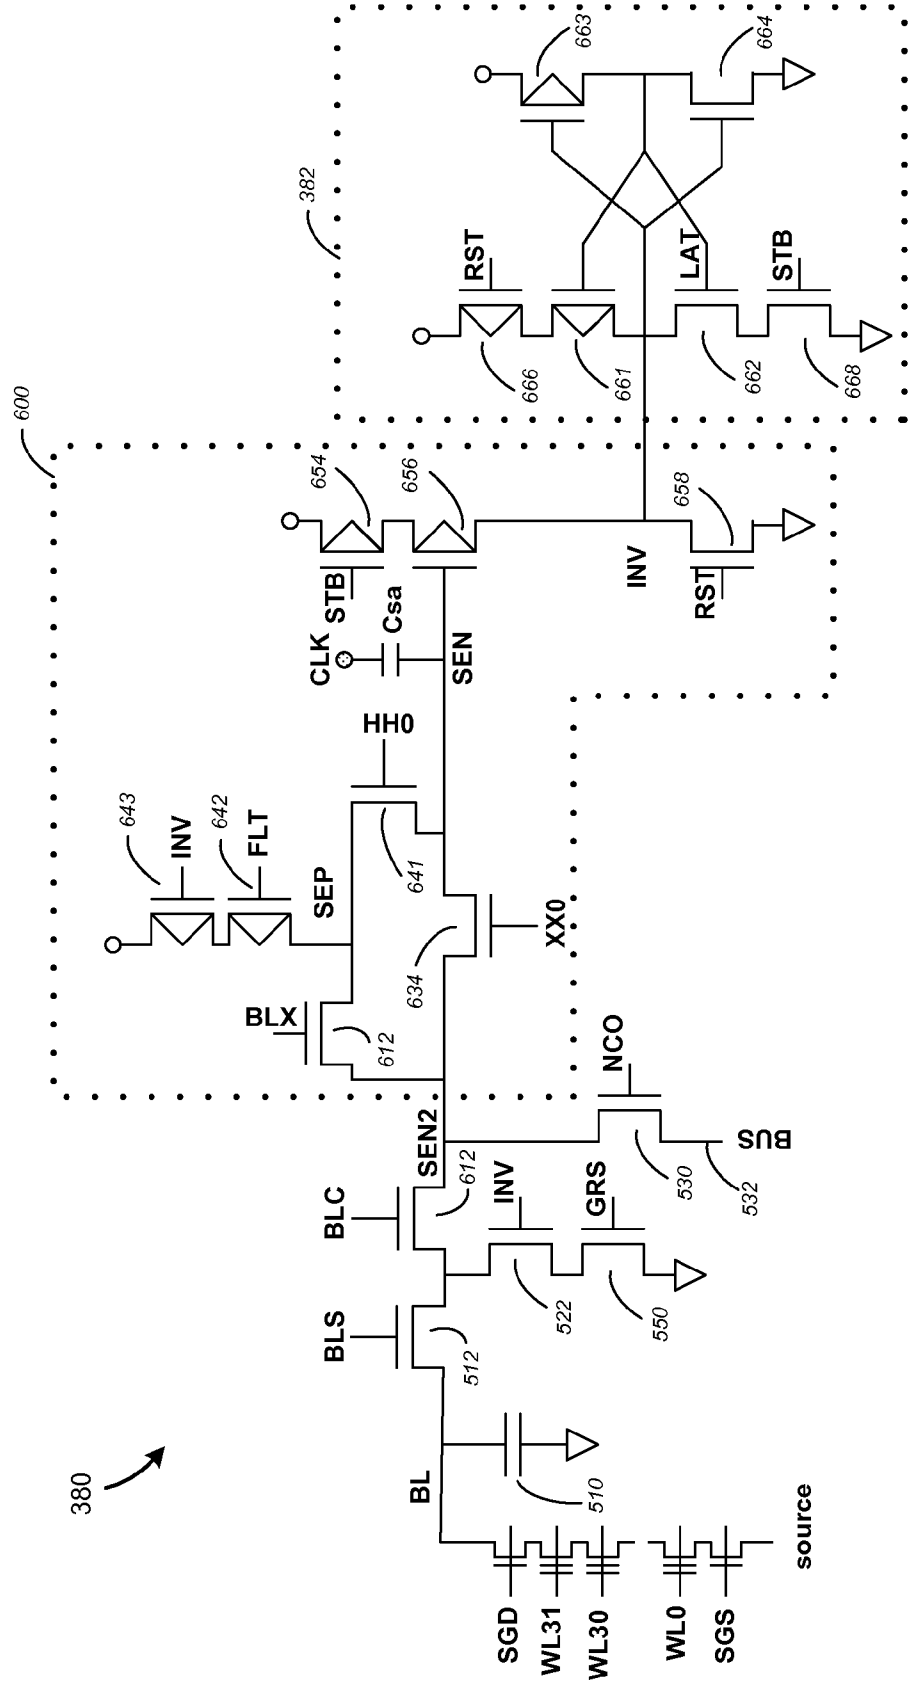 380
SGD
WL31
WL30
WL0
SGS
source
BL
510
BLS
512
BLC
612
INV
522
GRS
550
SEN2
NCO
530
BUS
532
600
BLX
612
643
INV
642
FLT
SEP
HH0
641
634
XX0
CLK
Csa
SEN
STB
654
656
INV
RST
658
382
RST
666
661
LAT
662
STB
668
663
664